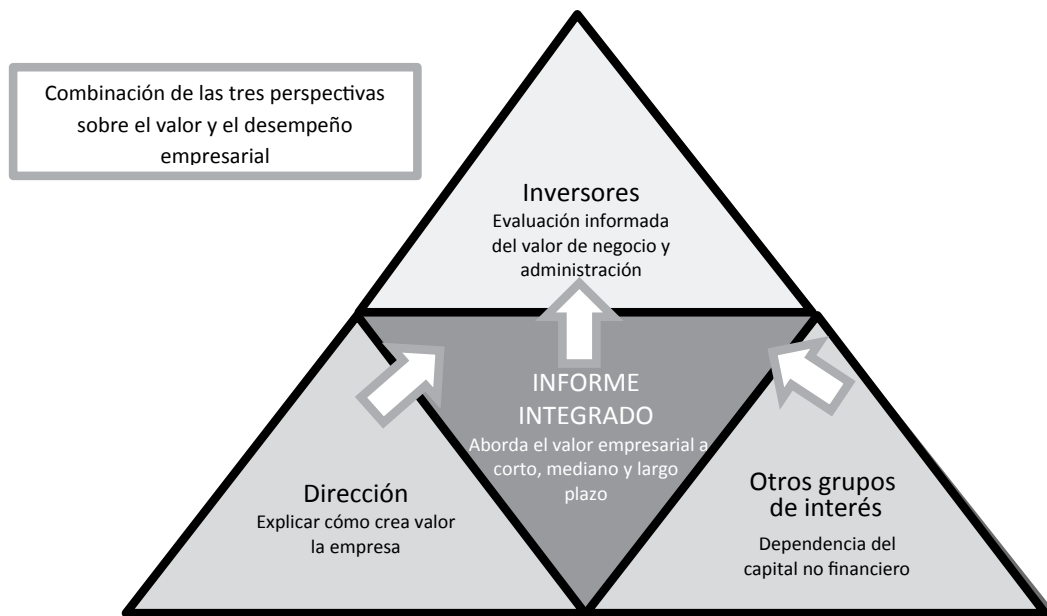 Combinación de las tres perspectivas
sobre el valor y el desempeño
empresarial
Inversores
Evaluación informada
del valor de negocio y
administración
INFORME
INTEGRADO
Aborda el valor empresarial a
corto, mediano y largo
plazo
Dirección
Explicar cómo crea valor
la empresa
Otros grupos
de interés
Dependencia del
capital no financiero